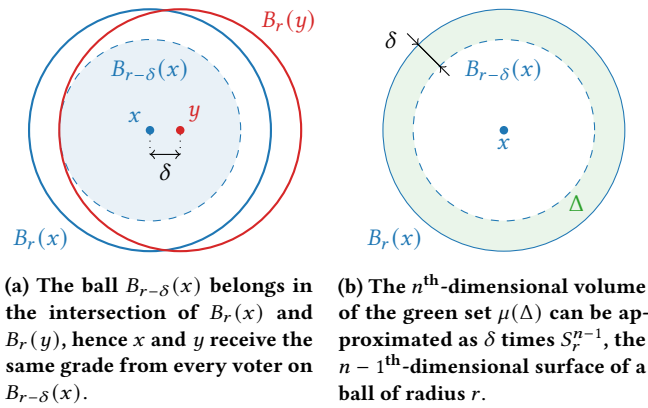 B_r(y)
B_{r−δ}(x)
x y
δ
B_r(x)
(a) The ball B_{r−δ}(x) belongs in
the intersection of B_r(x) and
B_r(y), hence x and y receive the
same grade from every voter on
B_{r−δ}(x).
δ
B_{r−δ}(x)
x
Δ
B_r(x)
(b) The n^{th}-dimensional volume
of the green set μ(Δ) can be ap-
proximated as δ times S_r^{n−1}, the
n − 1^{th}-dimensional surface of a
ball of radius r.